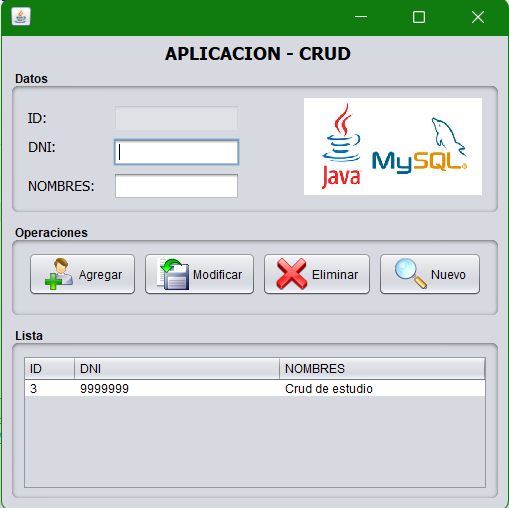 APLICACION - CRUD
Datos
ID:
DNI:
NOMBRES:
Java
MySQL®
Operaciones
Agregar Modificar Eliminar Nuevo
Lista
ID DNI NOMBRES
3 9999999 Crud de estudio